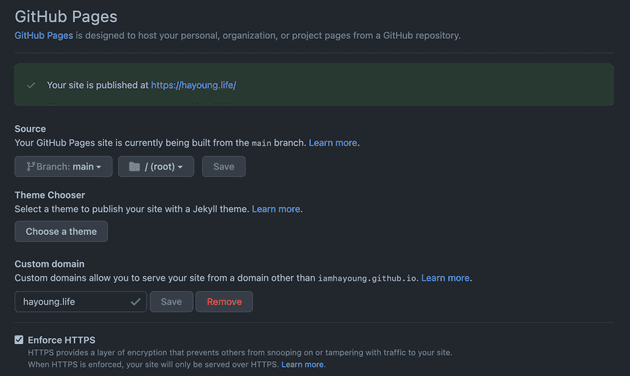 GitHub Pages
GitHub Pages is designed to host your personal, organization, or project pages from a GitHub repository.
Your site is published at https://hayoung.life/
Source
Your GitHub Pages site is currently being built from the main branch. Learn more.
Branch: main
/ (root)
Save
Theme Chooser
Select a theme to publish your site with a Jekyll theme. Learn more.
Choose a theme
Custom domain
Custom domains allow you to serve your site from a domain other than iamhayoung.github.io. Learn more.
hayoung.life
Save
Remove
Enforce HTTPS
HTTPS provides a layer of encryption that prevents others from snooping on or tampering with traffic to your site.
When HTTPS is enforced, your site will only be served over HTTPS. Learn more.